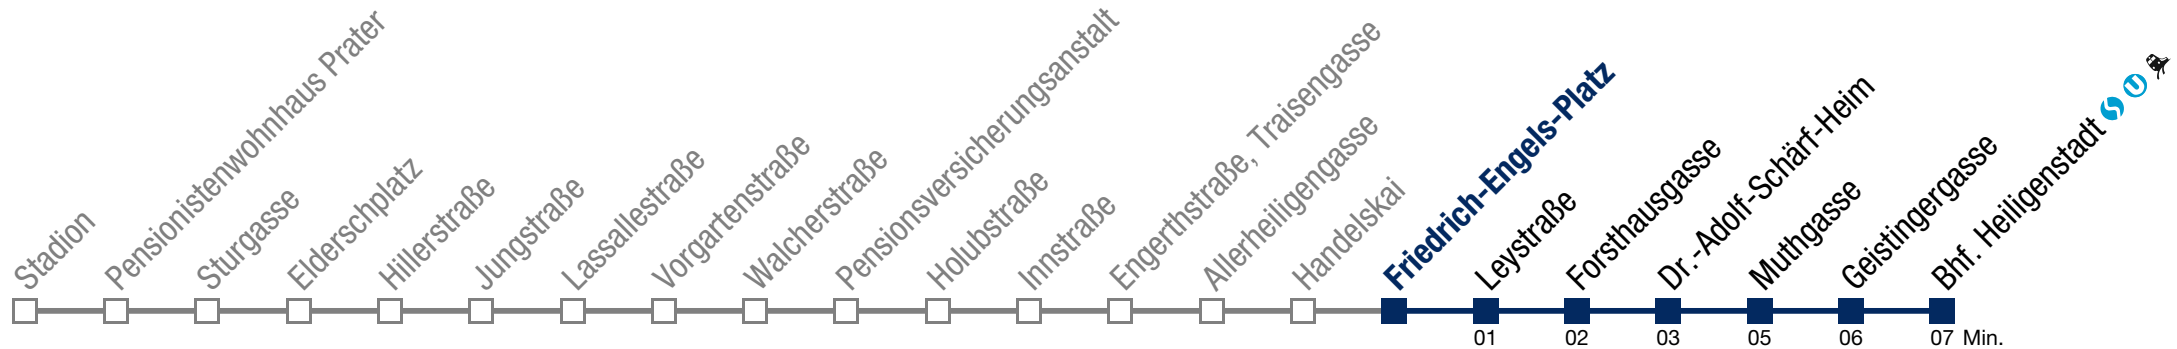 Stadion
Pensionistenwohnhaus Prater
Sturgasse
Elderschplatz
Hillerstraße
Jungstraße
Lassallestraße
Vorgartenstraße
Walcherstraße
Pensionsversicherungsanstalt
Holubstraße
Innstraße
Engerthstraße, Traisengasse
Allerheiligengasse
Handelskai
Friedrich-Engels-Platz
Leystraße
Forsthausgasse
Dr.-Adolf-Schärf-Heim
Muthgasse
Geistingergasse
Bhf. Heiligenstadt S U
01 02 03 05 06 07 Min.